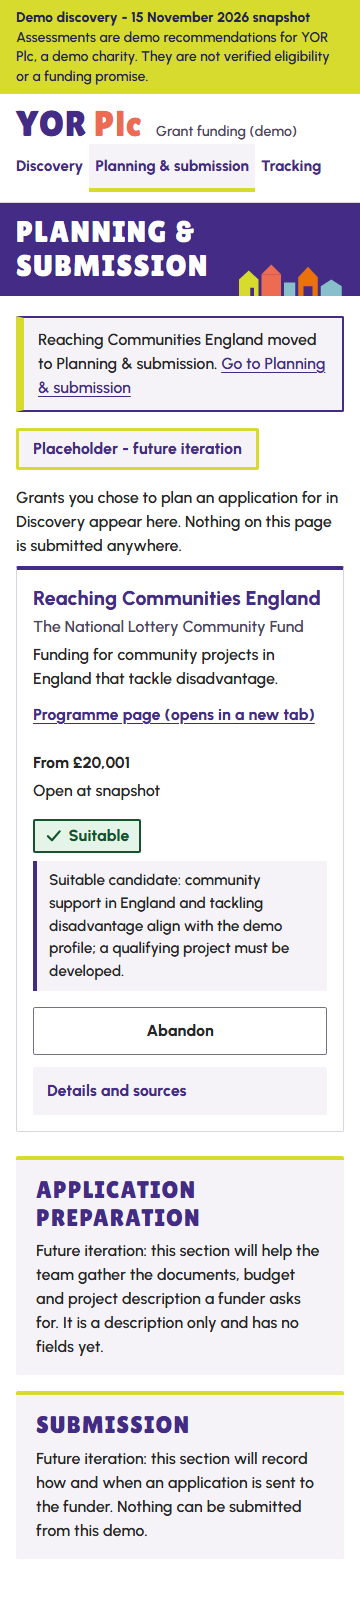 Demo discovery - 15 November 2026 snapshot
Assessments are demo recommendations for YOR
Plc, a demo charity. They are not verified eligibility
or a funding promise.
YOR Plc Grant funding (demo)
Discovery Planning & submission Tracking
PLANNING &
SUBMISSION
Reaching Communities England moved
to Planning & submission. Go to Planning
& submission
Placeholder - future iteration
Grants you chose to plan an application for in
Discovery appear here. Nothing on this page
is submitted anywhere.
Reaching Communities England
The National Lottery Community Fund
Funding for community projects in
England that tackle disadvantage.
Programme page (opens in a new tab)
From £20,001
Open at snapshot
Suitable
Suitable candidate: community
support in England and tackling
disadvantage align with the demo
profile; a qualifying project must be
developed.
Abandon
Details and sources
APPLICATION
PREPARATION
Future iteration: this section will help the
team gather the documents, budget
and project description a funder asks
for. It is a description only and has no
fields yet.
SUBMISSION
Future iteration: this section will record
how and when an application is sent to
the funder. Nothing can be submitted
from this demo.